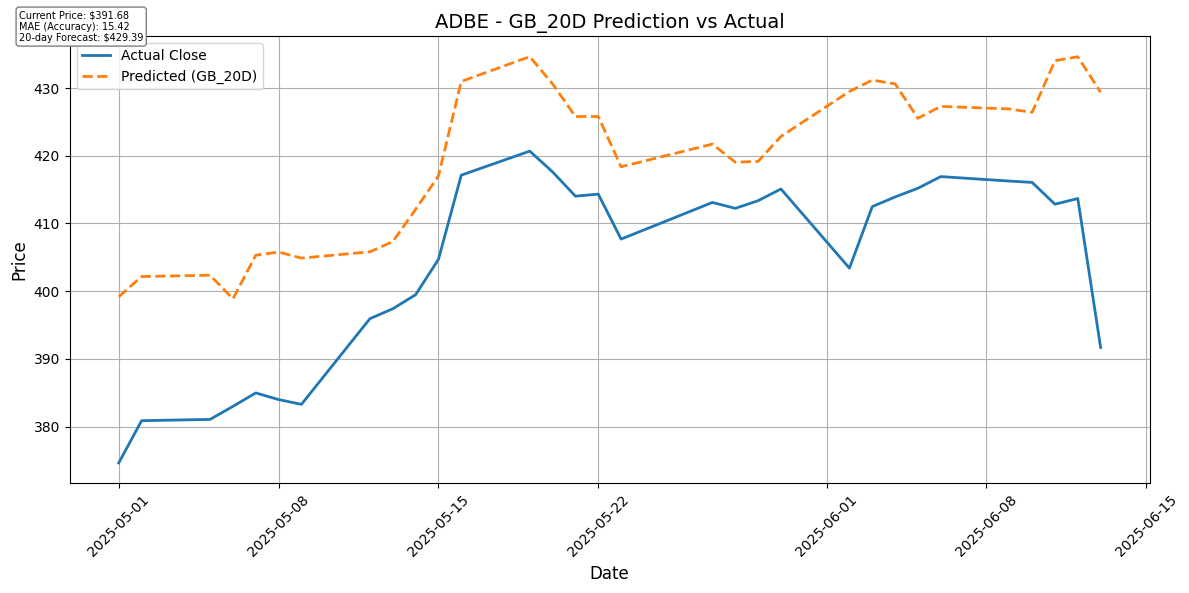 ADBE - GB_20D Prediction vs Actual
Current Price: $391.68
MAE (Accuracy): 15.42
20-day Forecast: $429.39
Actual Close
Predicted (GB_20D)
Price
430
420
410
400
390
380
2025-05-01
2025-05-08
2025-05-15
2025-05-22
2025-06-01
2025-06-08
2025-06-15
Date